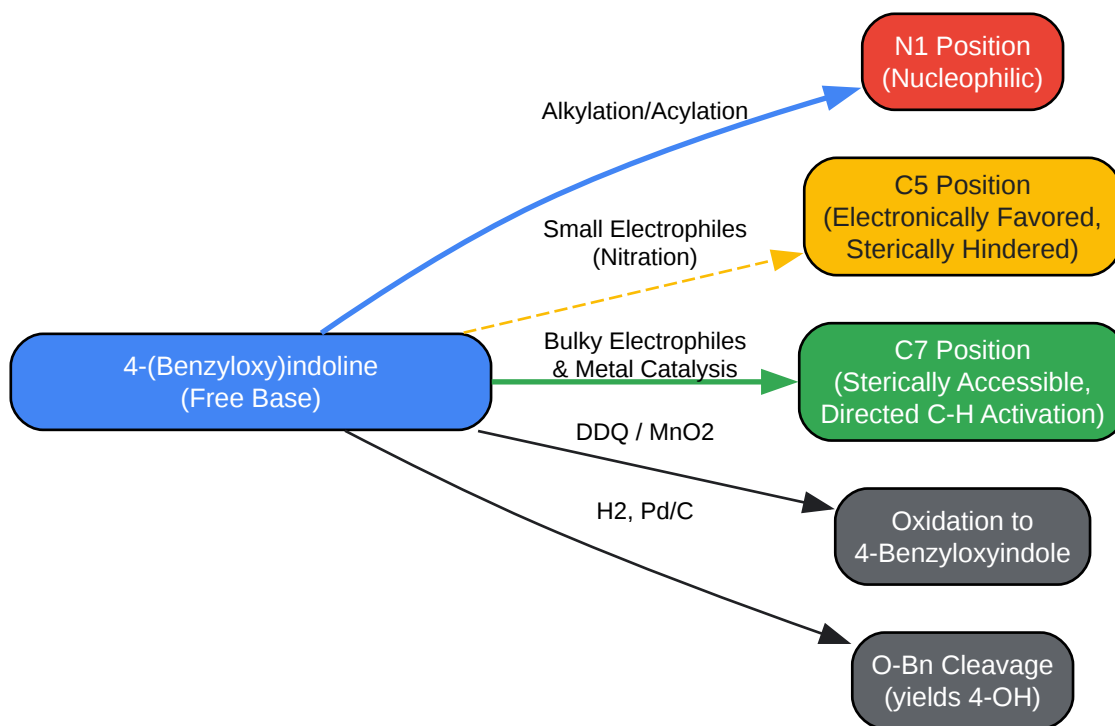 N1 Position
(Nucleophilic)
Alkylation/Acylation
C5 Position
(Electronically Favored,
Sterically Hindered)
Small Electrophiles
(Nitration)
4-(Benzyloxy)indoline
(Free Base)
Bulky Electrophiles
& Metal Catalysis
C7 Position
(Sterically Accessible,
Directed C-H Activation)
DDQ / MnO2
H2, Pd/C
Oxidation to
4-Benzyloxyindole
O-Bn Cleavage
(yields 4-OH)